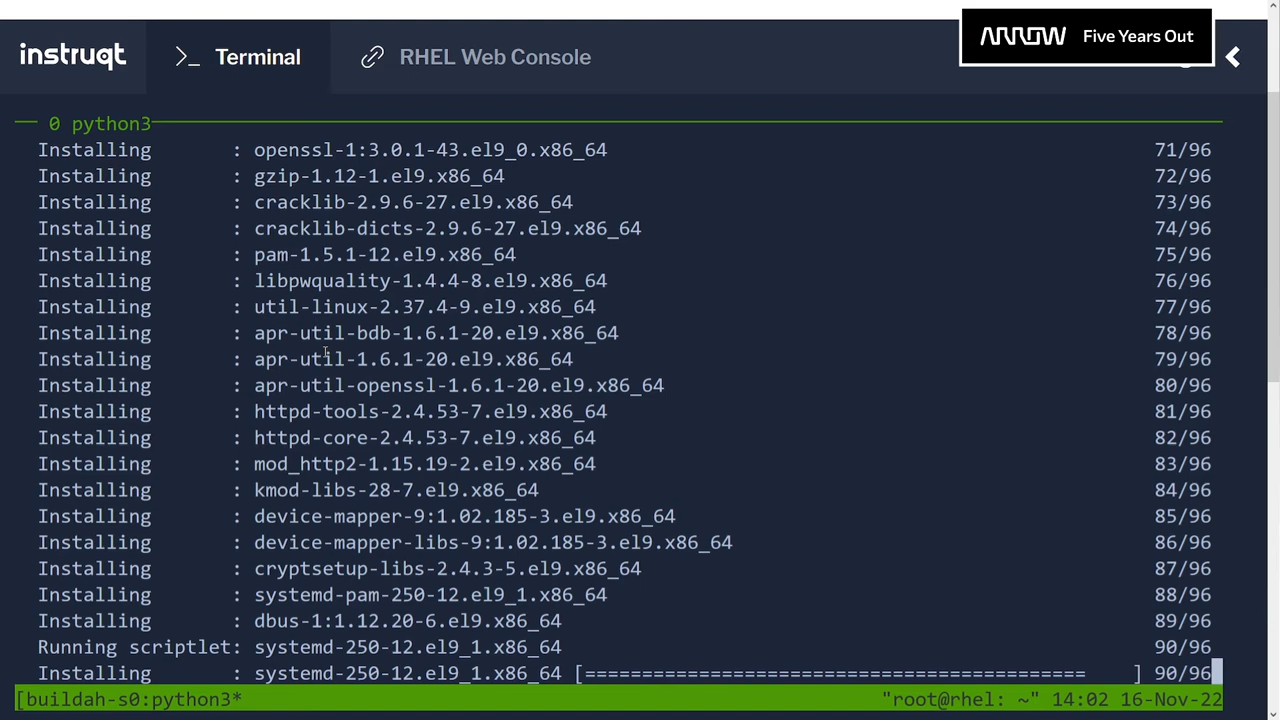 instruqt
>_ Terminal
RHEL Web Console
ARROW Five Years Out
0 python3
Installing : openssl-1:3.0.1-43.el9_0.x86_64 71/96
Installing : gzip-1.12-1.el9.x86_64 72/96
Installing : cracklib-2.9.6-27.el9.x86_64 73/96
Installing : cracklib-dicts-2.9.6-27.el9.x86_64 74/96
Installing : pam-1.5.1-12.el9.x86_64 75/96
Installing : libpwquality-1.4.4-8.el9.x86_64 76/96
Installing : util-linux-2.37.4-9.el9.x86_64 77/96
Installing : apr-util-bdb-1.6.1-20.el9.x86_64 78/96
Installing : apr-util-1.6.1-20.el9.x86_64 79/96
Installing : apr-util-openssl-1.6.1-20.el9.x86_64 80/96
Installing : httpd-tools-2.4.53-7.el9.x86_64 81/96
Installing : httpd-core-2.4.53-7.el9.x86_64 82/96
Installing : mod_http2-1.15.19-2.el9.x86_64 83/96
Installing : kmod-libs-28-7.el9.x86_64 84/96
Installing : device-mapper-9:1.02.185-3.el9.x86_64 85/96
Installing : device-mapper-libs-9:1.02.185-3.el9.x86_64 86/96
Installing : cryptsetup-libs-2.4.3-5.el9.x86_64 87/96
Installing : systemd-pam-250-12.el9_1.x86_64 88/96
Installing : dbus-1:1.12.20-6.el9.x86_64 89/96
Running scriptlet: systemd-250-12.el9_1.x86_64 90/96
Installing : systemd-250-12.el9_1.x86_64 [============================================ ] 90/96
[buildah-s0:python3* "root@rhel: ~" 14:02 16-Nov-22